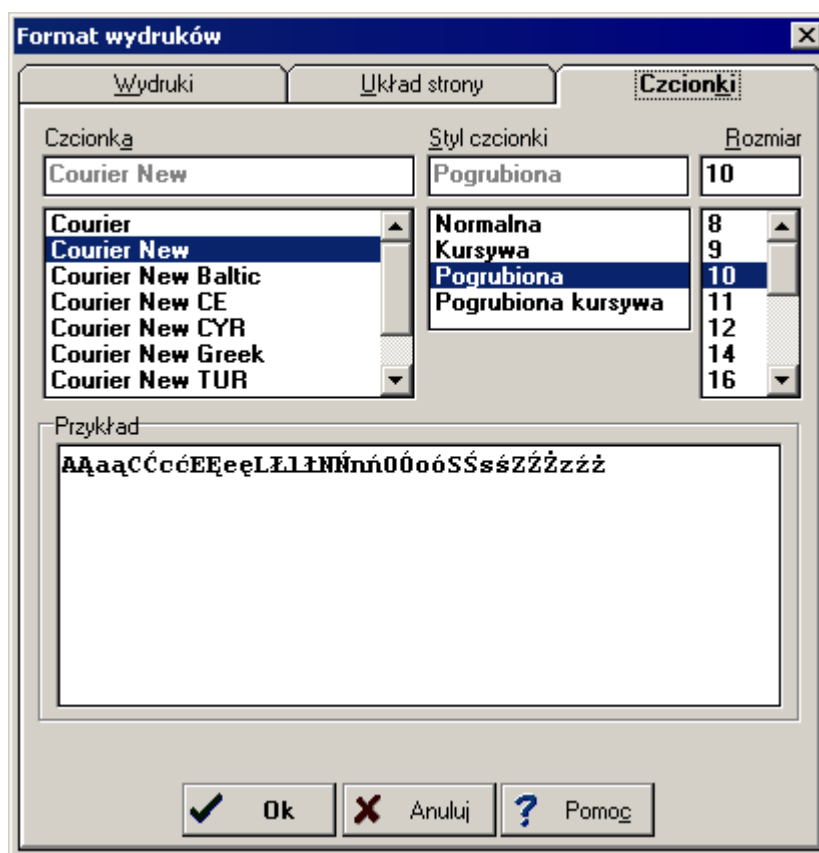 Format wydruków
Wydruki Układ strony Czcionki
Czcionka Styl czcionki Rozmiar
Courier New Pogrubiona 10
Courier Normalna 8
Courier New Kursywa 9
Courier New Baltic Pogrubiona 10
Courier New CE Pogrubiona kursywa 11
Courier New CYR 12
Courier New Greek 14
Courier New TUR 16
Przykład
AĄaąCĆcćEĘeęLŁlłNŃnńOÓoóSŚsśZŹŻzźż
Ok Anuluj Pomoc